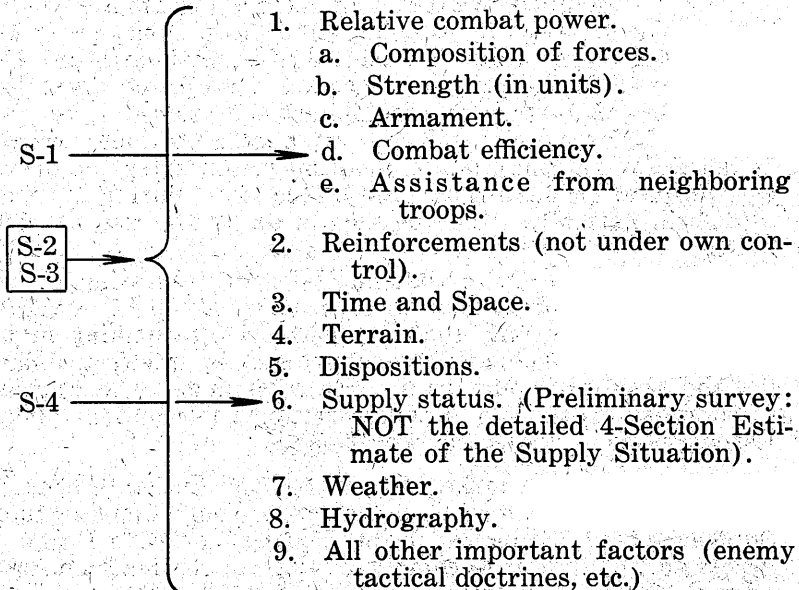 1. Relative combat power.
a. Composition of forces.
b. Strength (in units).
c. Armament.
S-1
d. Combat efficiency.
e. Assistance from neighboring
troops.
S-2
S-3
2. Reinforcements (not under own con-
trol).
3. Time and Space.
4. Terrain.
5. Dispositions.
S-4
6. Supply status. (Preliminary survey:
NOT the detailed 4-Section Esti-
mate of the Supply Situation).
7. Weather.
8. Hydrography.
9. All other important factors (enemy
tactical doctrines, etc.)